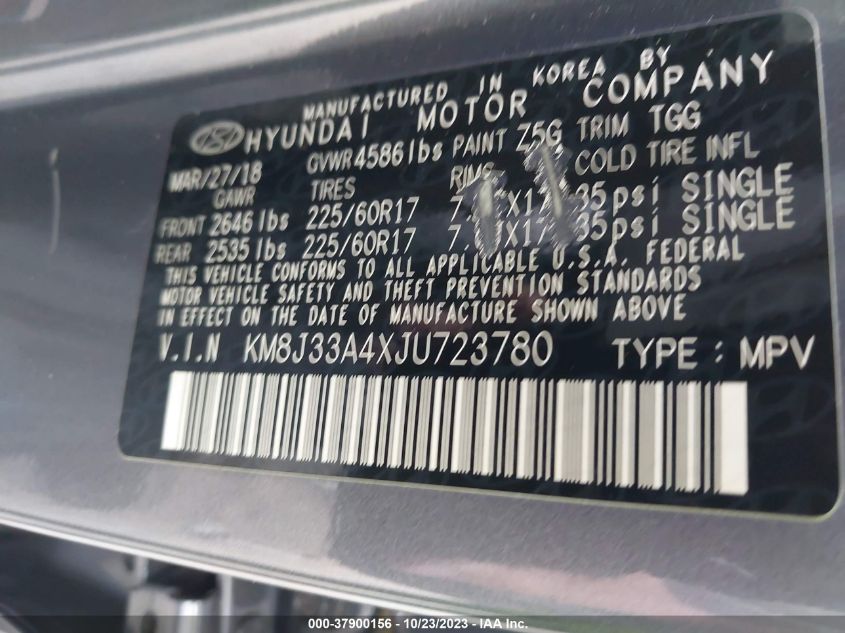 MANUFACTURED IN KOREA BY
HYUNDAI MOTOR COMPANY
MAR/27/18 GVWR 4586 lbs PAINT Z5G TRIM TGG
GAWR TIRES RIMS COLD TIRE INFL
FRONT 2646 lbs 225/60R17 35psi SINGLE
REAR 2535 lbs 225/60R17 35psi SINGLE
THIS VEHICLE CONFORMS TO ALL APPLICABLE U.S.A. FEDERAL
MOTOR VEHICLE SAFETY AND THEFT PREVENTION STANDARDS
IN EFFECT ON THE DATE OF MANUFACTURE SHOWN ABOVE
V.I.N KM8J33A4XJU723780 TYPE : MPV
000-37900156 - 10/23/2023 - © IAA Inc.